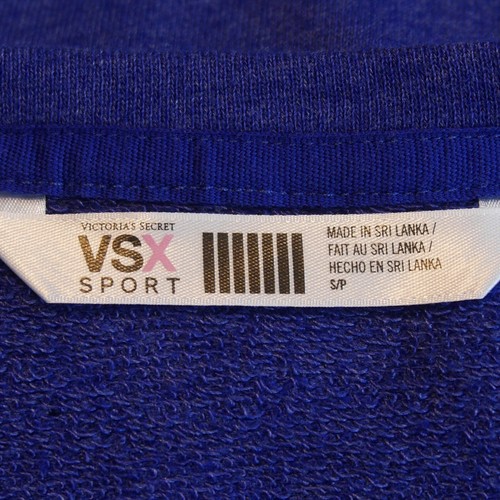 VICTORIA'S SECRET
VSX
SPORT
MADE IN SRI LANKA /
FAIT AU SRI LANKA /
HECHO EN SRI LANKA
S/P